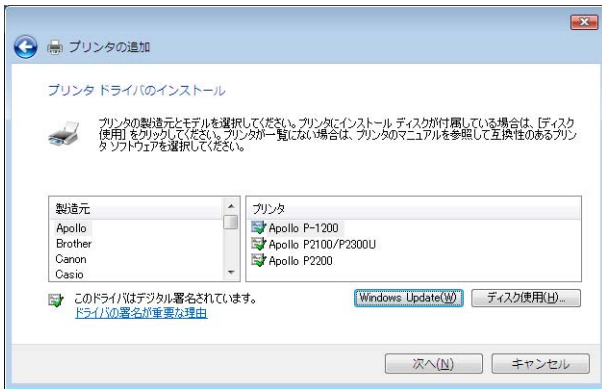 プリンタの追加
プリンタ ドライバのインストール
プリンタの製造元とモデルを選択してください。プリンタにインストール ディスクが付属している場合は、[ディスク
使用] をクリックしてください。プリンタが一覧にない場合は、プリンタのマニュアルを参照して互換性のあるプリン
タ ソフトウェアを選択してください。
製造元
Apollo
Brother
Canon
Casio
プリンタ
Apollo P-1200
Apollo P2100/P2300U
Apollo P2200
このドライバはデジタル署名されています。
ドライバの署名が重要な理由
Windows Update(W)
ディスク使用(H)...
次へ(N)
キャンセル